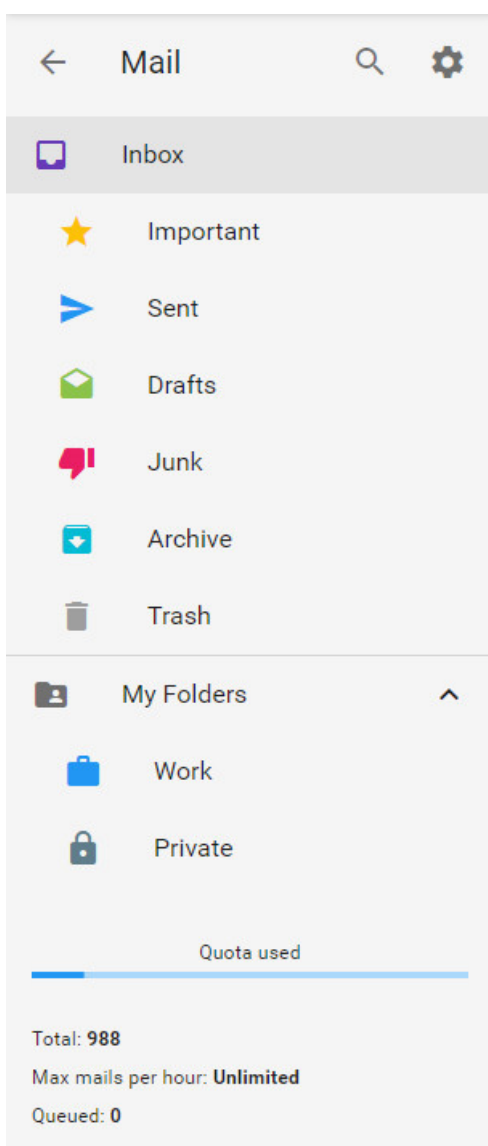 Mail
Inbox
Important
Sent
Drafts
Junk
Archive
Trash
My Folders
Work
Private
Quota used
Total: 988
Max mails per hour: Unlimited
Queued: 0